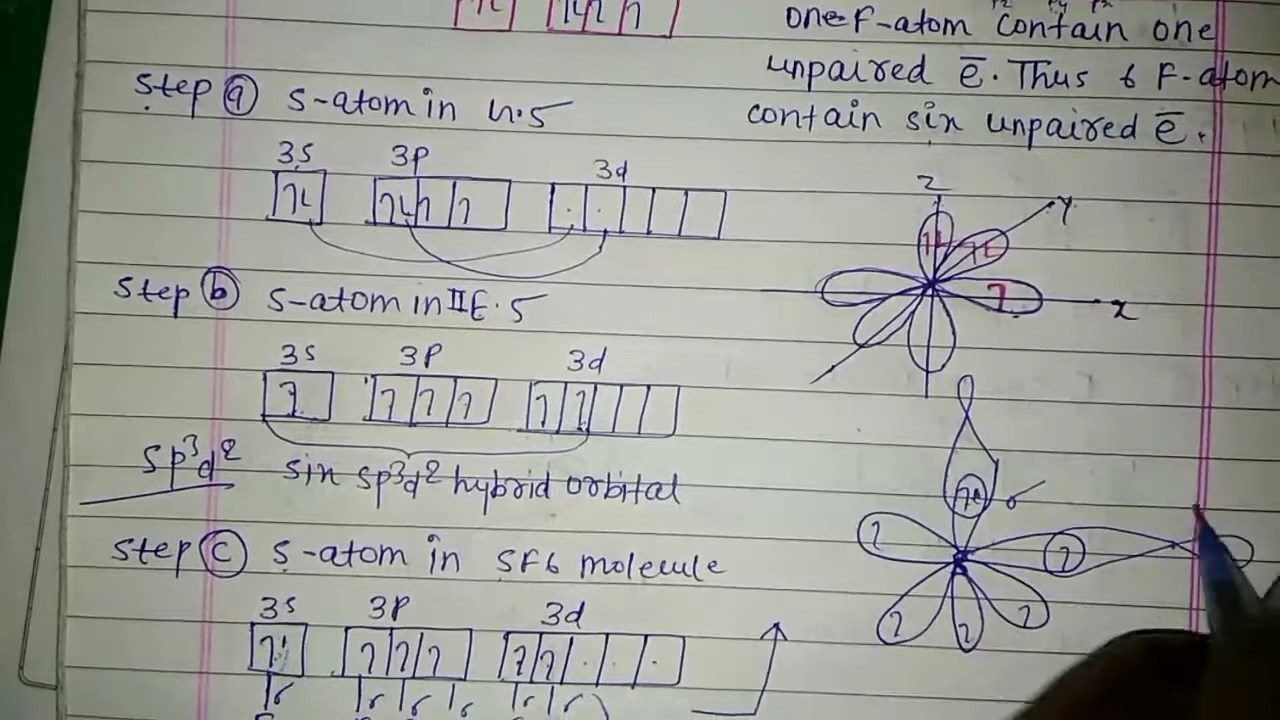 one F-atom contain one
unpaired e̅. Thus 6 F-atom
contain six unpaired e̅.
Step ⓐ S-atom in G.S
3s 3p 3d
Z
Y
X
Step ⓑ S-atom in IIE.S
3s 3p 3d
sp³d² six sp³d² hybrid orbital
σ
Step ⓒ S-atom in SF6 molecule
3s 3p 3d